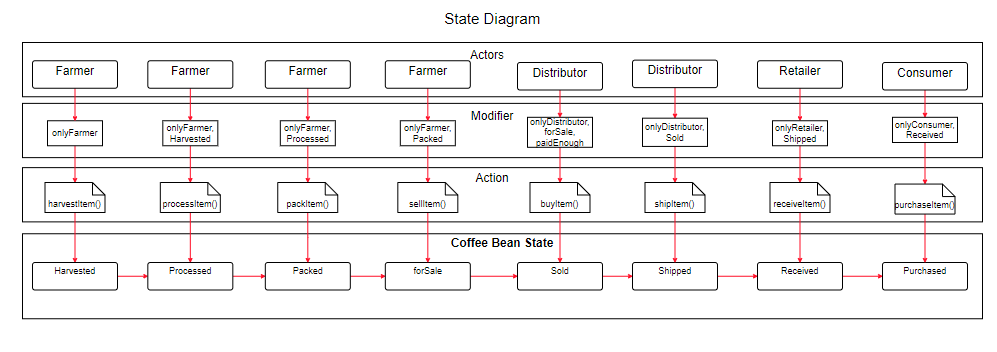 State Diagram
Actors
Farmer
Farmer
Farmer
Farmer
Distributor
Distributor
Retailer
Consumer
Modifier
onlyFarmer
onlyFarmer,
Harvested
onlyFarmer,
Processed
onlyFarmer,
Packed
onlyDistributor,
forSale,
paidEnough
onlyDistributor,
Sold
onlyRetailer,
Shipped
onlyConsumer,
Received
Action
harvestItem()
processItem()
packItem()
sellItem()
buyItem()
shipItem()
receiveItem()
purchaseItem()
Coffee Bean State
Harvested
Processed
Packed
forSale
Sold
Shipped
Received
Purchased